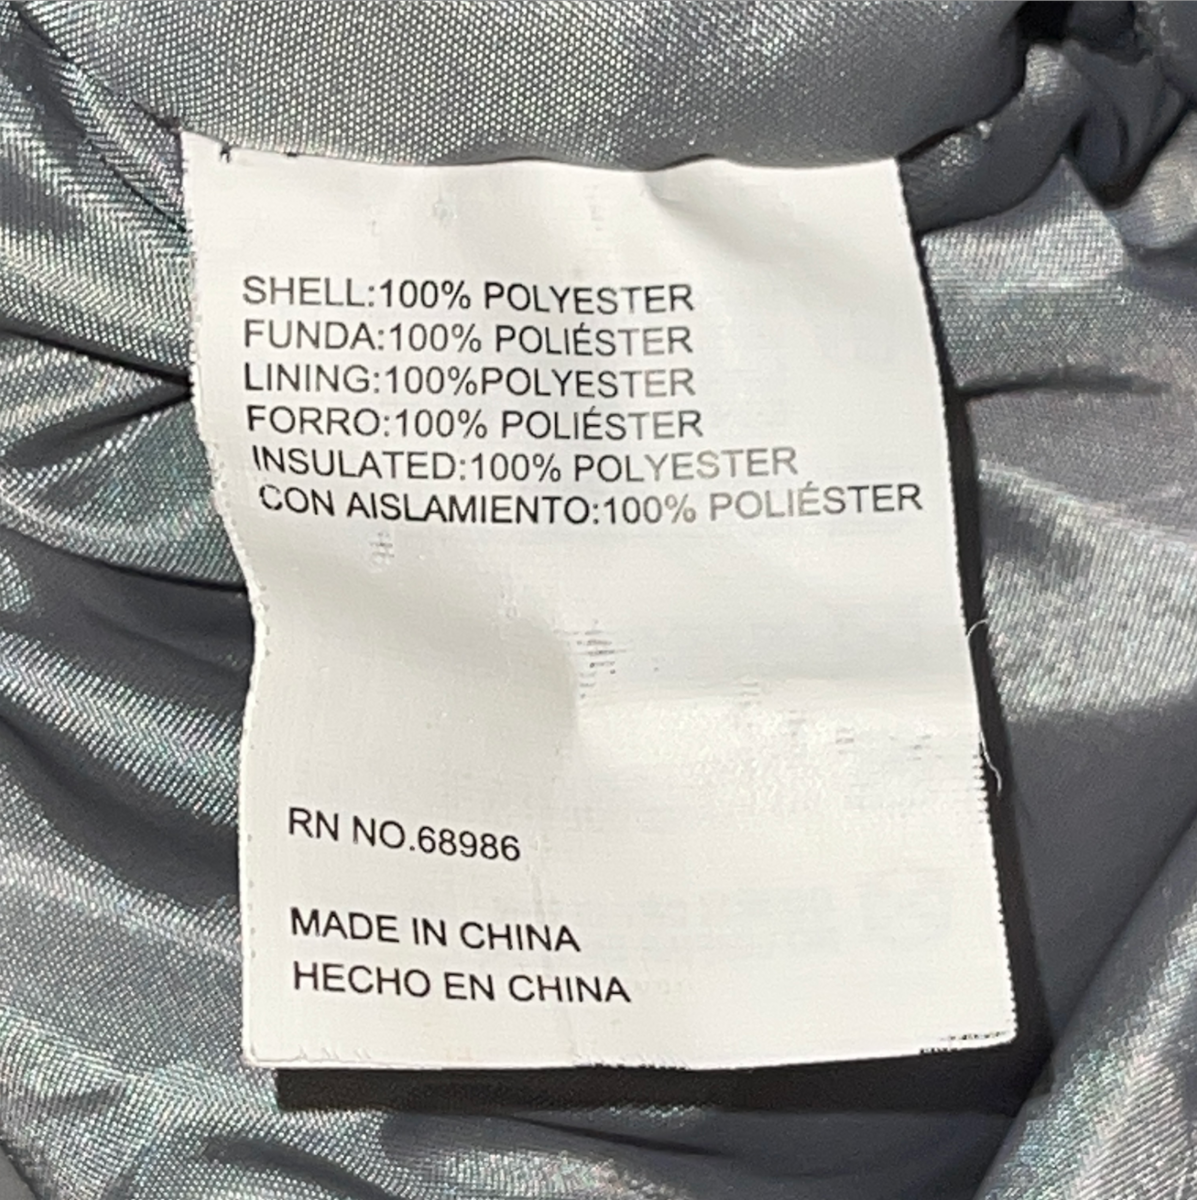 SHELL:100% POLYESTER
FUNDA:100% POLIÉSTER
LINING:100%POLYESTER
FORRO:100% POLIÉSTER
INSULATED:100% POLYESTER
CON AISLAMIENTO:100% POLIÉSTER
RN NO.68986
MADE IN CHINA
HECHO EN CHINA